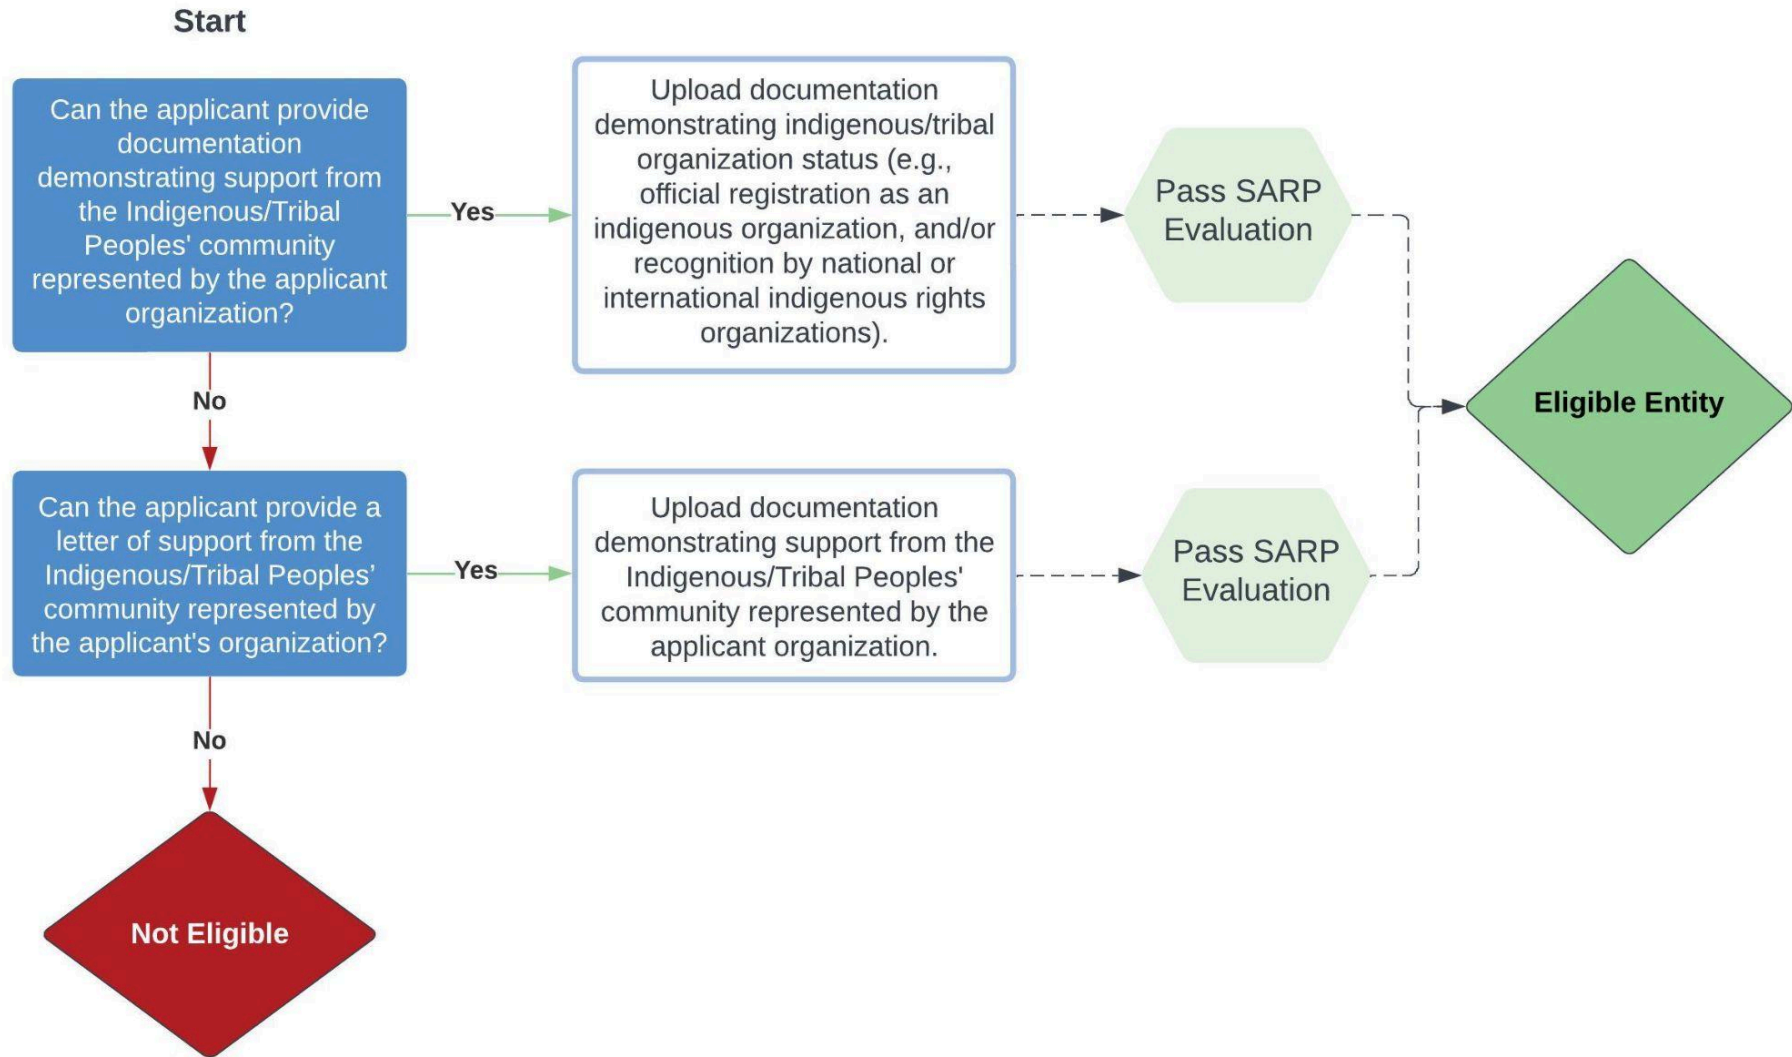 Start
Can the applicant provide
documentation
demonstrating support from
the Indigenous/Tribal
Peoples' community
represented by the applicant
organization?
Yes
Upload documentation
demonstrating indigenous/tribal
organization status (e.g.,
official registration as an
indigenous organization, and/or
recognition by national or
international indigenous rights
organizations).
Pass SARP
Evaluation
Eligible Entity
No
Can the applicant provide a
letter of support from the
Indigenous/Tribal Peoples’
community represented by
the applicant's organization?
Yes
Upload documentation
demonstrating support from the
Indigenous/Tribal Peoples'
community represented by the
applicant organization.
Pass SARP
Evaluation
No
Not Eligible